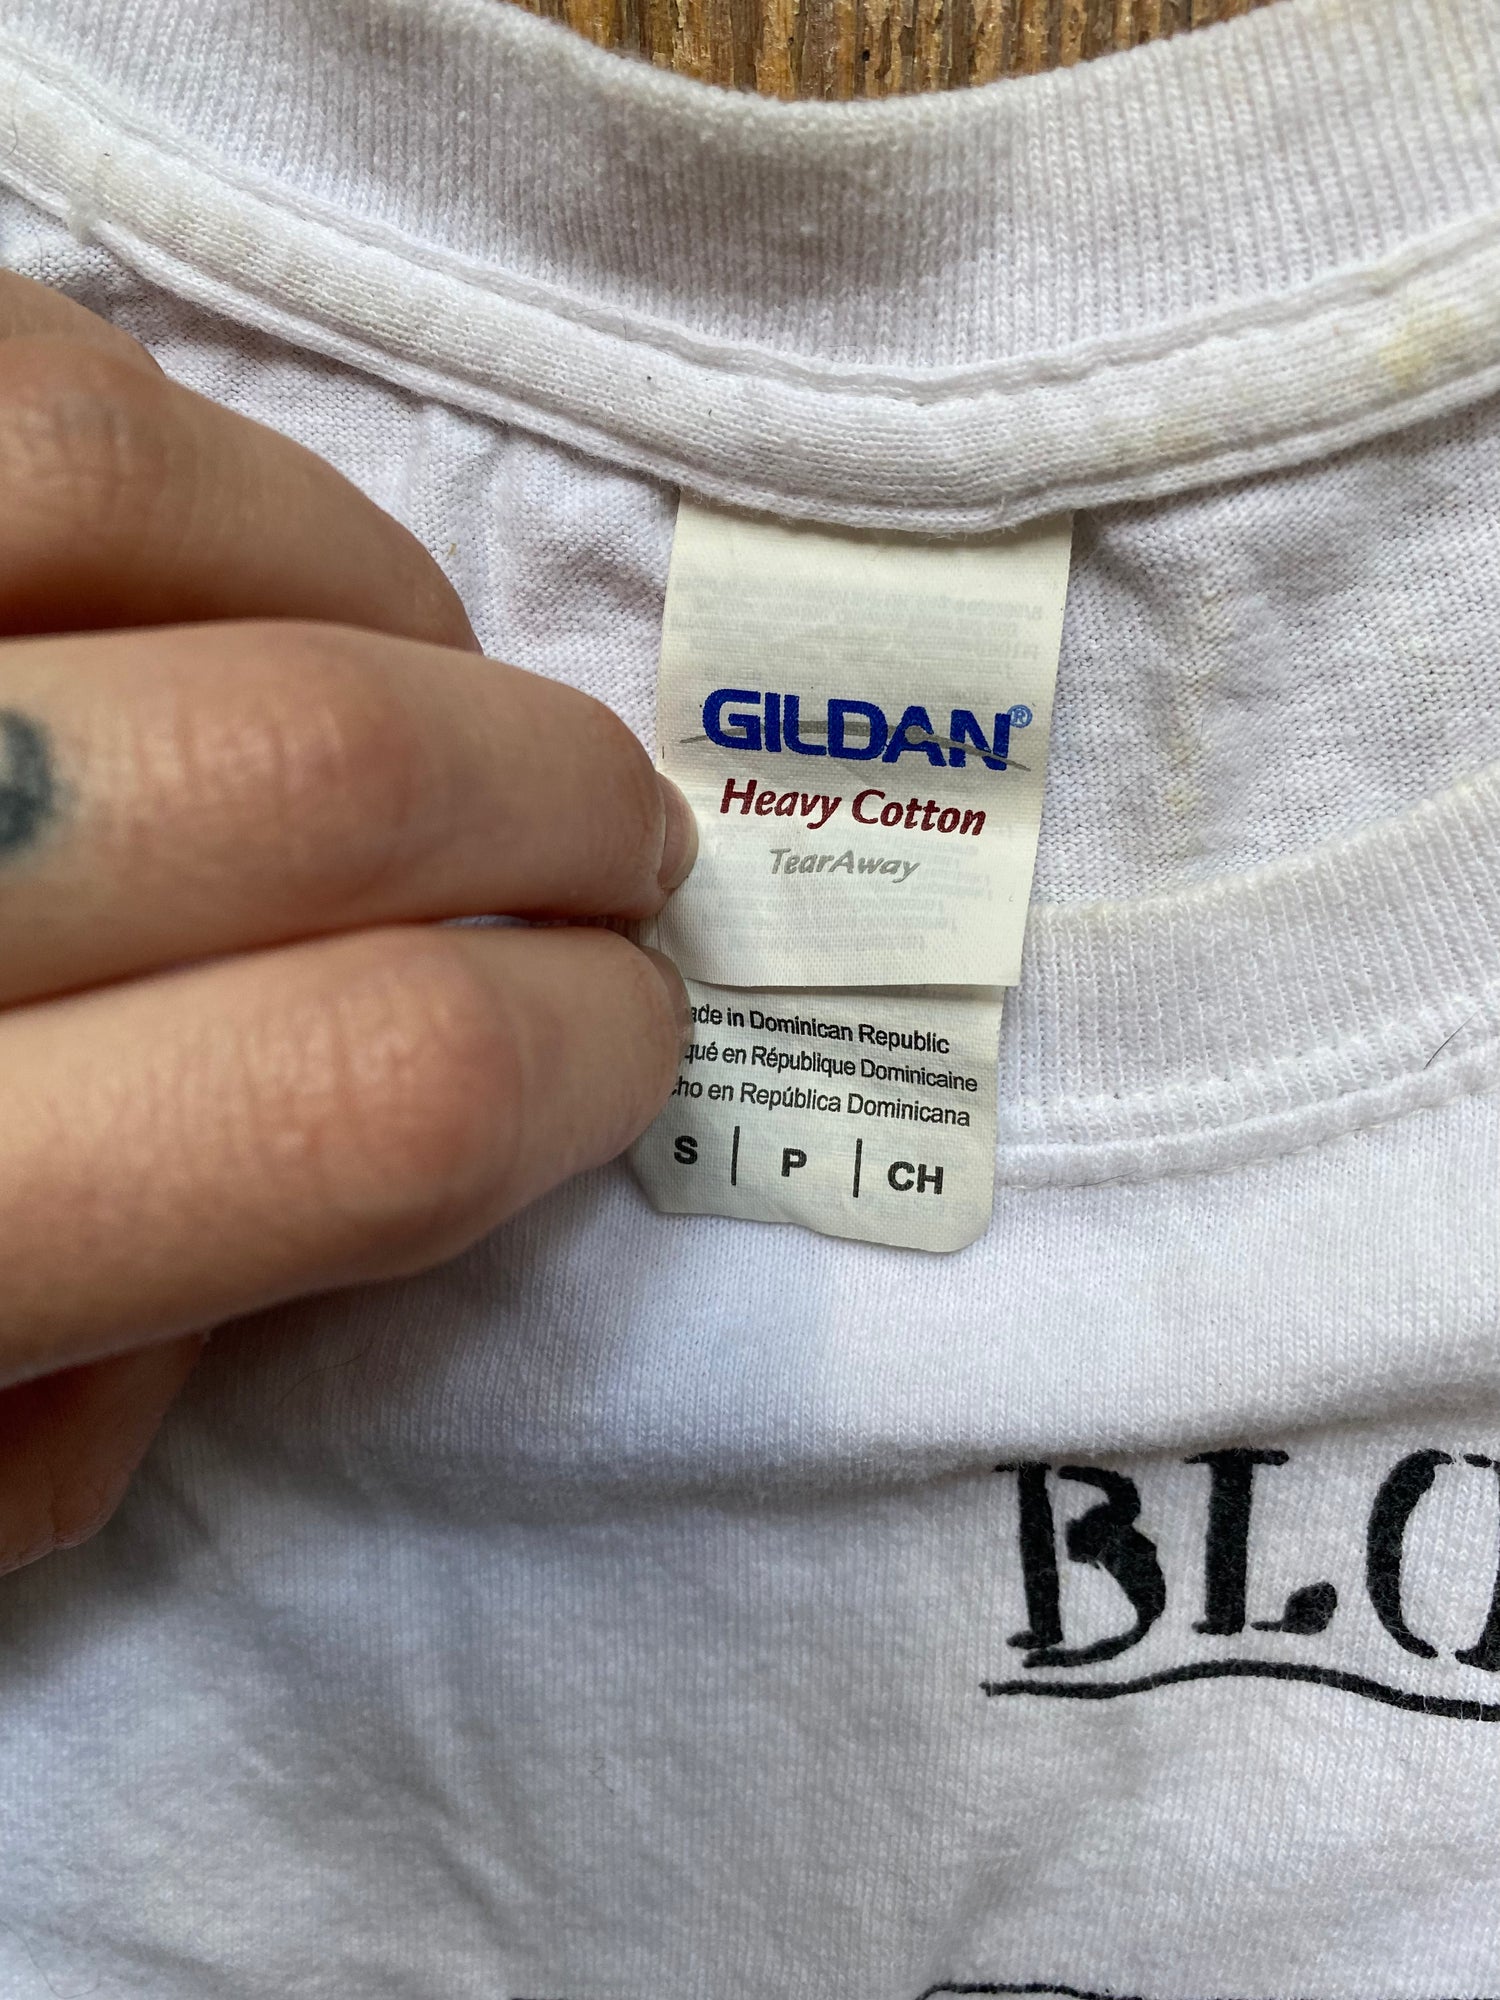 GILDAN®
Heavy Cotton
TearAway
ade in Dominican Republic
qué en République Dominicaine
cho en República Dominicana
S | P | CH
BLO